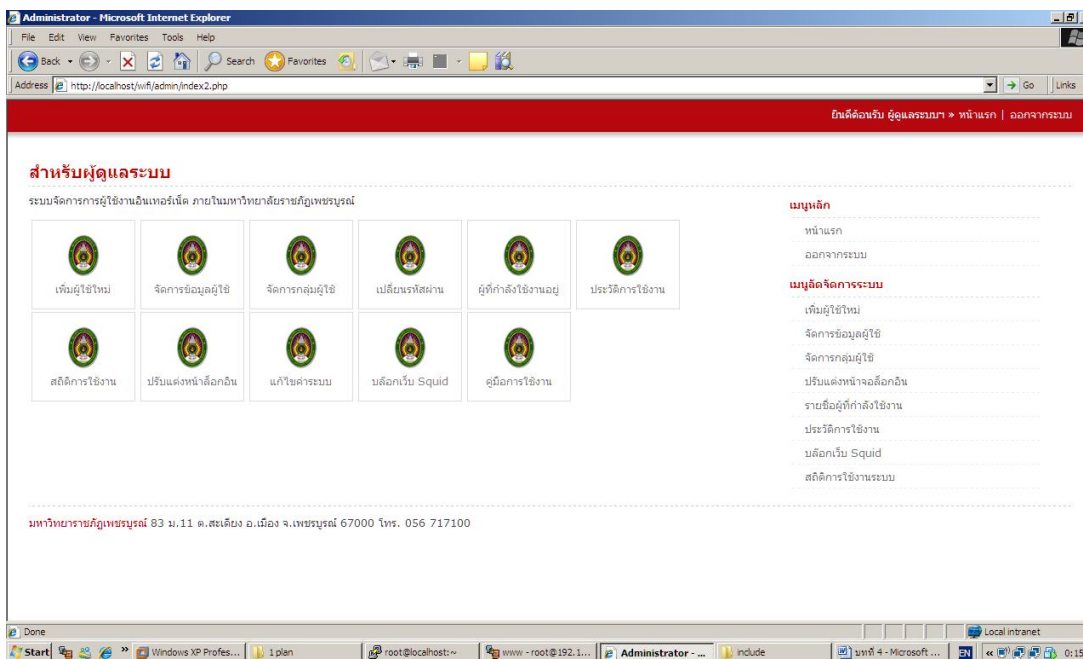 Administrator - Microsoft Internet Explorer
File Edit View Favorites Tools Help
Back Search Favorites
Address http://localhost/wifi/admin/index2.php Go Links
ยินดีต้อนรับ ผู้ดูแลระบบฯ » หน้าแรก | ออกจากระบบ
สำหรับผู้ดูแลระบบ
ระบบจัดการการผู้ใช้งานอินเทอร์เน็ต ภายในมหาวิทยาลัยราชภัฏเพชรบูรณ์
เพิ่มผู้ใช้ใหม่ จัดการข้อมูลผู้ใช้ จัดการกลุ่มผู้ใช้ เปลี่ยนรหัสผ่าน ผู้ที่กำลังใช้งานอยู่ ประวัติการใช้งาน
สถิติการใช้งาน ปรับแต่งหน้าล็อกอิน แก้ไขค่าระบบ บล๊อกเว็บ Squid คู่มือการใช้งาน
เมนูหลัก
หน้าแรก
ออกจากระบบ
เมนูลัดจัดการระบบ
เพิ่มผู้ใช้ใหม่
จัดการข้อมูลผู้ใช้
จัดการกลุ่มผู้ใช้
ปรับแต่งหน้าจอล็อกอิน
รายชื่อผู้ที่กำลังใช้งาน
ประวัติการใช้งาน
บล๊อกเว็บ Squid
สถิติการใช้งานระบบ
มหาวิทยาราชภัฏเพชรบูรณ์ 83 ม.11 ต.สะเดียง อ.เมือง จ.เพชรบูรณ์ 67000 โทร. 056 717100
Done Local intranet
Start Windows XP Profes... 1 plan root@localhost:~ www - root@192.1... Administrator - ... include บทที่ 4 - Microsoft ... EN 0:15